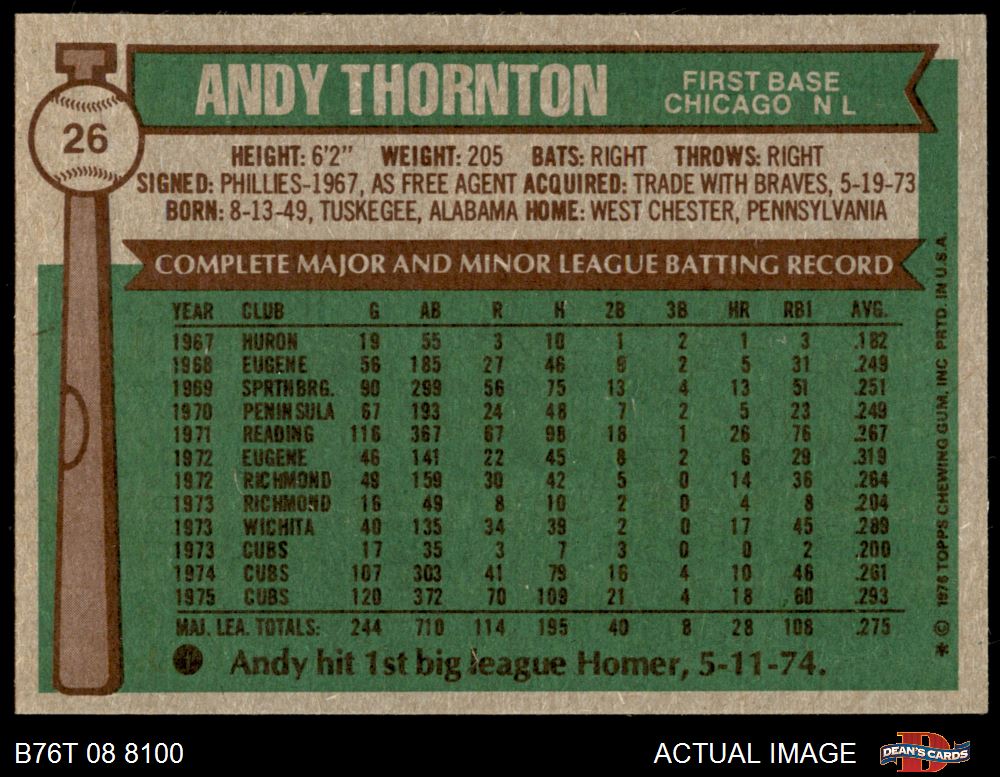 26
ANDY THORNTON
FIRST BASE
CHICAGO N L
HEIGHT: 6'2" WEIGHT: 205 BATS: RIGHT THROWS: RIGHT
SIGNED: PHILLIES-1967, AS FREE AGENT ACQUIRED: TRADE WITH BRAVES, 5-19-73
BORN: 8-13-49, TUSKEGEE, ALABAMA HOME: WEST CHESTER, PENNSYLVANIA
COMPLETE MAJOR AND MINOR LEAGUE BATTING RECORD
YEAR CLUB G AB R H 2B 3B HR RBI AVG.
1967 HURON 19 55 3 10 1 2 1 3 .182
1968 EUGENE 56 185 27 46 2 5 31 .249
1969 SPRTNBRG. 90 299 56 75 13 4 13 51 .251
1970 PENINSULA 67 193 24 48 7 2 5 23 .249
1971 READING 116 367 67 98 18 1 26 76 .267
1972 EUGENE 46 141 22 45 8 2 6 29 .319
1972 RICHMOND 49 159 30 42 5 0 14 36 .264
1973 RICHMOND 16 49 8 10 2 0 4 8 .204
1973 WICHITA 40 135 34 39 2 0 17 45 .289
1973 CUBS 17 35 3 7 3 0 0 2 .200
1974 CUBS 107 303 41 79 16 4 10 46 .261
1975 CUBS 120 372 70 109 21 4 18 60 .293
MAJ. LEA. TOTALS: 244 710 114 195 40 8 28 108 .275
Andy hit 1st big league Homer, 5-11-74.
* © 1976 TOPPS CHEWING GUM, INC PRTD. IN U.S.A.
B76T 08 8100
ACTUAL IMAGE
DEAN'S CARDS